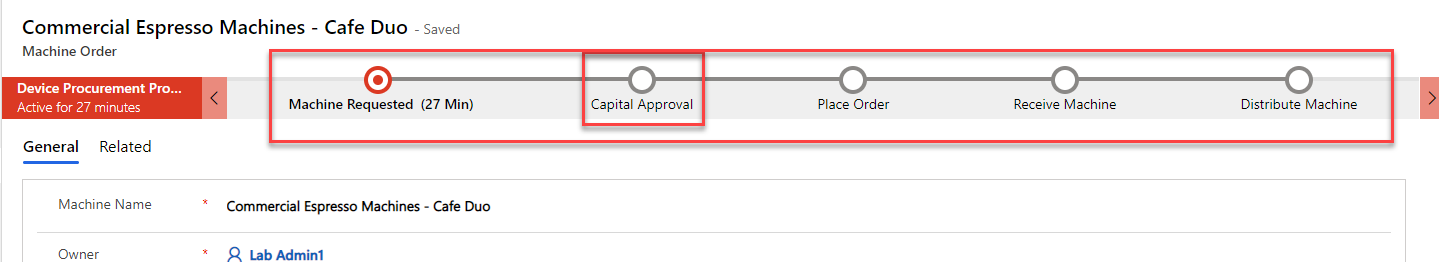 Commercial Espresso Machines - Cafe Duo - Saved
Machine Order
Device Procurement Pro...
Active for 27 minutes
Machine Requested (27 Min)
Capital Approval
Place Order
Receive Machine
Distribute Machine
General Related
Machine Name * Commercial Espresso Machines - Cafe Duo
Owner * Lab Admin1